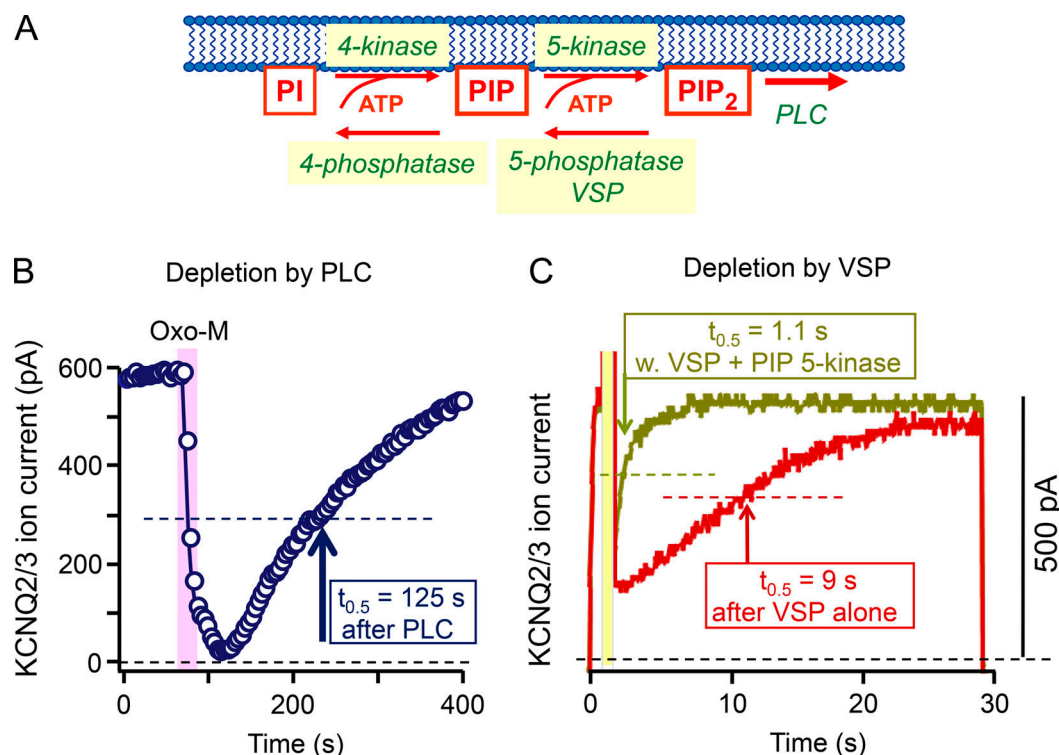 A
4-kinase
5-kinase
PI
PIP
PIP₂
ATP
ATP
PLC
4-phosphatase
5-phosphatase
VSP
B
Depletion by PLC
Oxo-M
KCNQ2/3 ion current (pA)
600
400
200
0
t₀.₅ = 125 s
after PLC
0
200
400
Time (s)
C
Depletion by VSP
t₀.₅ = 1.1 s
w. VSP + PIP 5-kinase
KCNQ2/3 ion current
t₀.₅ = 9 s
after VSP alone
500 pA
0
10
20
30
Time (s)